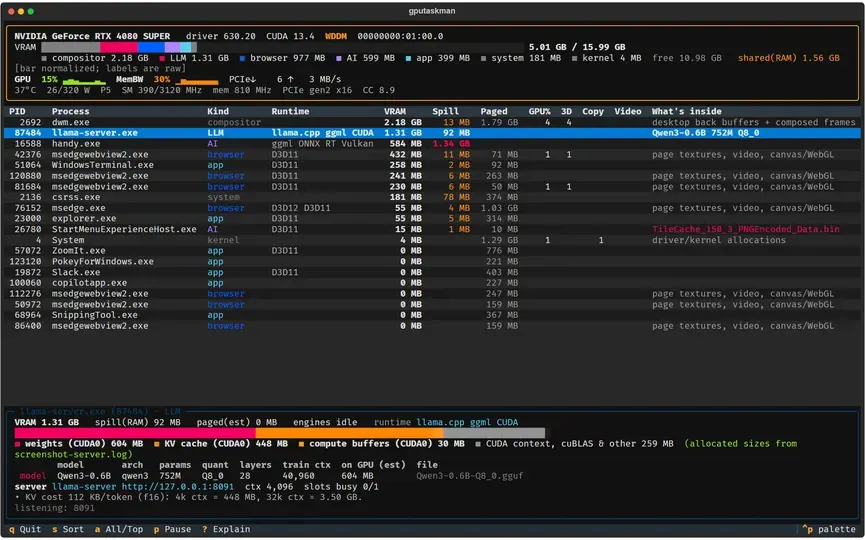 gputaskman
NVIDIA GeForce RTX 4080 SUPER driver 630.20 CUDA 13.4 WDDM 00000000:01:00.0
VRAM 5.01 GB / 15.99 GB
compositor 2.18 GB LLM 1.31 GB browser 977 MB AI 599 MB app 399 MB system 181 MB kernel 4 MB free 10.98 GB shared(RAM) 1.56 GB
[bar normalized; labels are raw]
GPU 15% MemBW 30% PCIe↓ 6 ↑ 3 MB/s
37°C 26/320 W P5 SM 390/3120 MHz mem 810 MHz PCIe gen2 x16 CC 8.9
PID Process Kind Runtime VRAM Spill Paged GPU% 3D Copy Video What's inside
2692 dwm.exe compositor 2.18 GB 13 MB 1.79 GB 4 4 desktop back buffers + composed frames
87484 llama-server.exe LLM llama.cpp ggml CUDA 1.31 GB 92 MB Qwen3-0.6B 752M Q8_0
16588 handy.exe AI ggml ONNX RT Vulkan 584 MB 1.34 GB
42376 msedgewebview2.exe browser D3D11 432 MB 11 MB 71 MB 1 1 page textures, video, canvas/WebGL
51064 WindowsTerminal.exe app D3D11 258 MB 2 MB 92 MB
120880 msedgewebview2.exe browser D3D11 241 MB 6 MB 263 MB page textures, video, canvas/WebGL
81684 msedgewebview2.exe browser D3D11 230 MB 6 MB 50 MB 1 1 page textures, video, canvas/WebGL
2136 csrss.exe system 181 MB 78 MB 374 MB
76152 msedge.exe browser D3D12 D3D11 55 MB 4 MB 1.03 GB page textures, video, canvas/WebGL
23000 explorer.exe app D3D11 55 MB 5 MB 314 MB
26780 StartMenuExperienceHost.exe AI D3D11 15 MB 1 MB 10 MB TileCache_150_3_PNGEncoded_Data.bin
4 System kernel 4 MB 1.29 GB 1 1 driver/kernel allocations
57072 ZoomIt.exe app D3D11 0 MB 776 MB
123120 PokeyForWindows.exe app 0 MB 221 MB
19872 Slack.exe app D3D11 0 MB 403 MB
100060 copilotapp.exe app 0 MB 227 MB
112276 msedgewebview2.exe browser 0 MB 247 MB page textures, video, canvas/WebGL
50972 msedgewebview2.exe browser 0 MB 159 MB page textures, video, canvas/WebGL
68964 SnippingTool.exe app 0 MB 367 MB
86400 msedgewebview2.exe browser 0 MB 159 MB page textures, video, canvas/WebGL
llama-server.exe (87484) — LLM
VRAM 1.31 GB spill(RAM) 92 MB paged(est) 0 MB engines idle runtime llama.cpp ggml CUDA
weights (CUDA0) 604 MB KV cache (CUDA0) 448 MB compute buffers (CUDA0) 30 MB CUDA context, cuBLAS & other 259 MB (allocated sizes from
screenshot-server.log)
model arch params quant layers train ctx on GPU (est) file
model Qwen3-0.6B qwen3 752M Q8_0 28 40,960 604 MB Qwen3-0.6B-Q8_0.gguf
server llama-server http://127.0.0.1:8091 ctx 4,096 slots busy 0/1
• KV cost 112 KB/token (f16): 4k ctx = 448 MB, 32k ctx = 3.50 GB.
listening: 8091
q Quit s Sort a All/Top p Pause ? Explain ^p palette